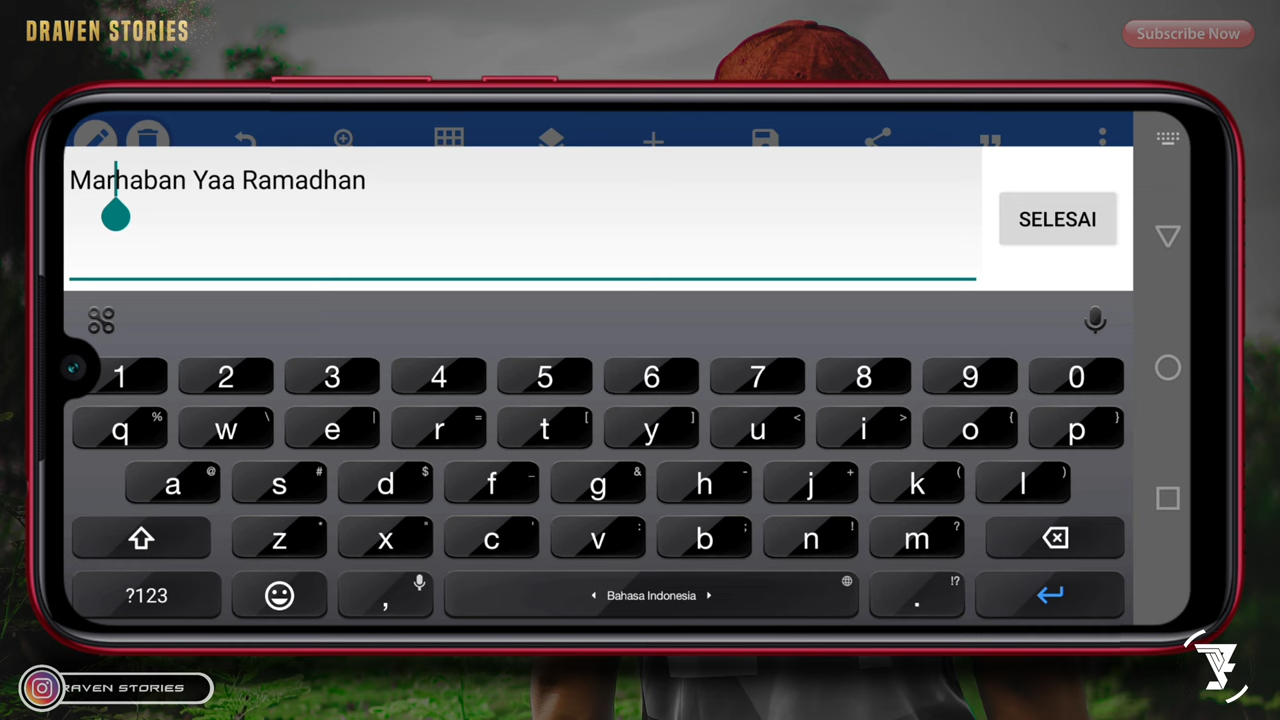 DRAVEN STORIES
Subscribe Now
Marhaban Yaa Ramadhan
SELESAI
1 2 3 4 5 6 7 8 9 0
q % w \ e | r = t [ y ] u < i > o { p }
a @ s # d $ f _ g & h - j + k ( l )
z * x " c ' v : b ; n ! m ?
?123 , Bahasa Indonesia . !?
RAVEN STORIES